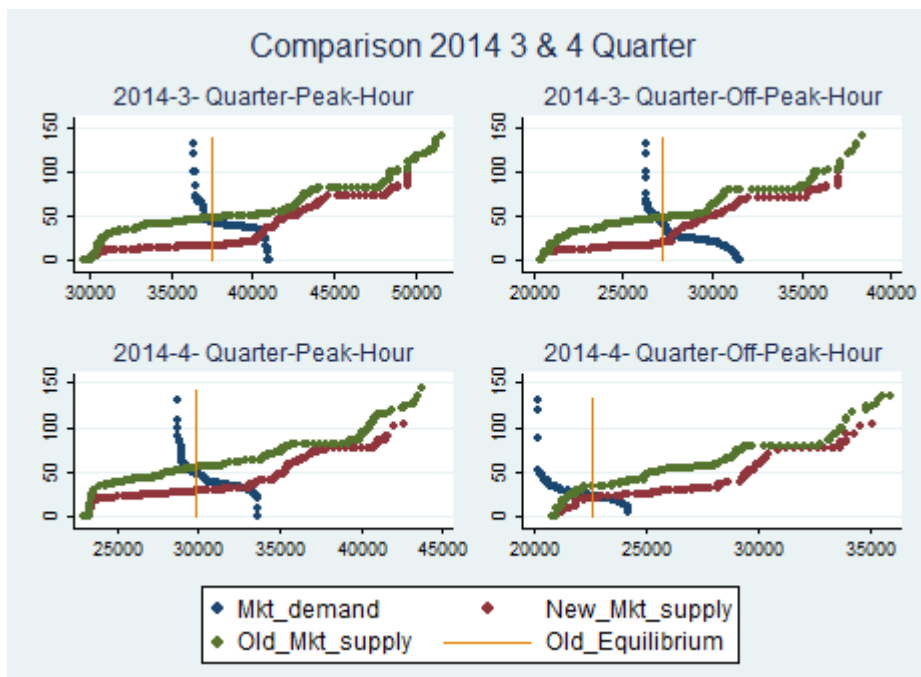 Comparison 2014 3 & 4 Quarter
2014-3- Quarter-Peak-Hour
0 50 100 150
30000 35000 40000 45000 50000
2014-3- Quarter-Off-Peak-Hour
0 50 100 150
20000 25000 30000 35000 40000
2014-4- Quarter-Peak-Hour
0 50 100 150
25000 30000 35000 40000 45000
2014-4- Quarter-Off-Peak-Hour
0 50 100 150
20000 25000 30000 35000
Mkt_demand New_Mkt_supply
Old_Mkt_supply Old_Equilibrium